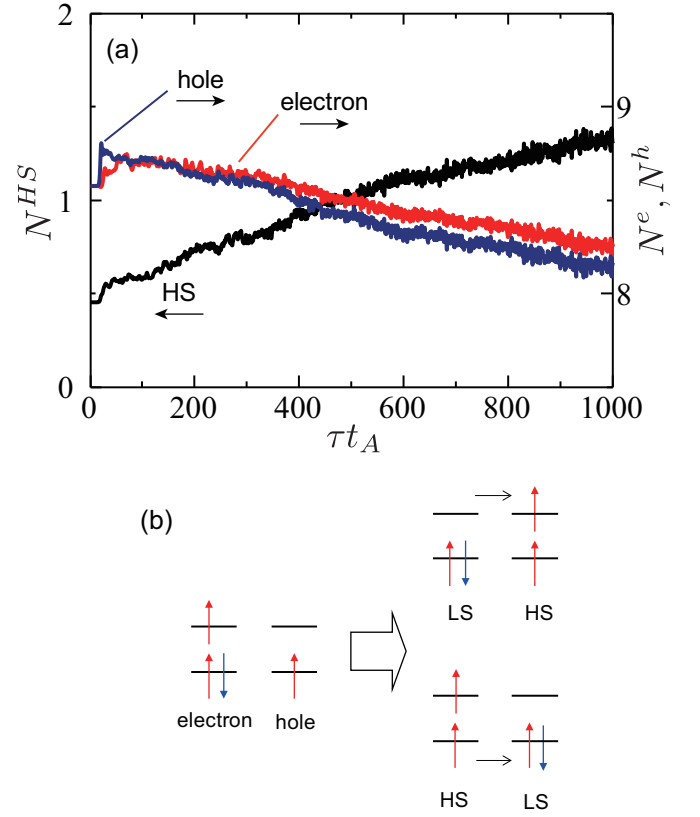 2
(a)
hole
electron
9
N^{HS}
1
N^e, N^h
HS
8
0
0 200 400 600 800 1000
τt_A
(b)
LS HS
electron hole
HS LS